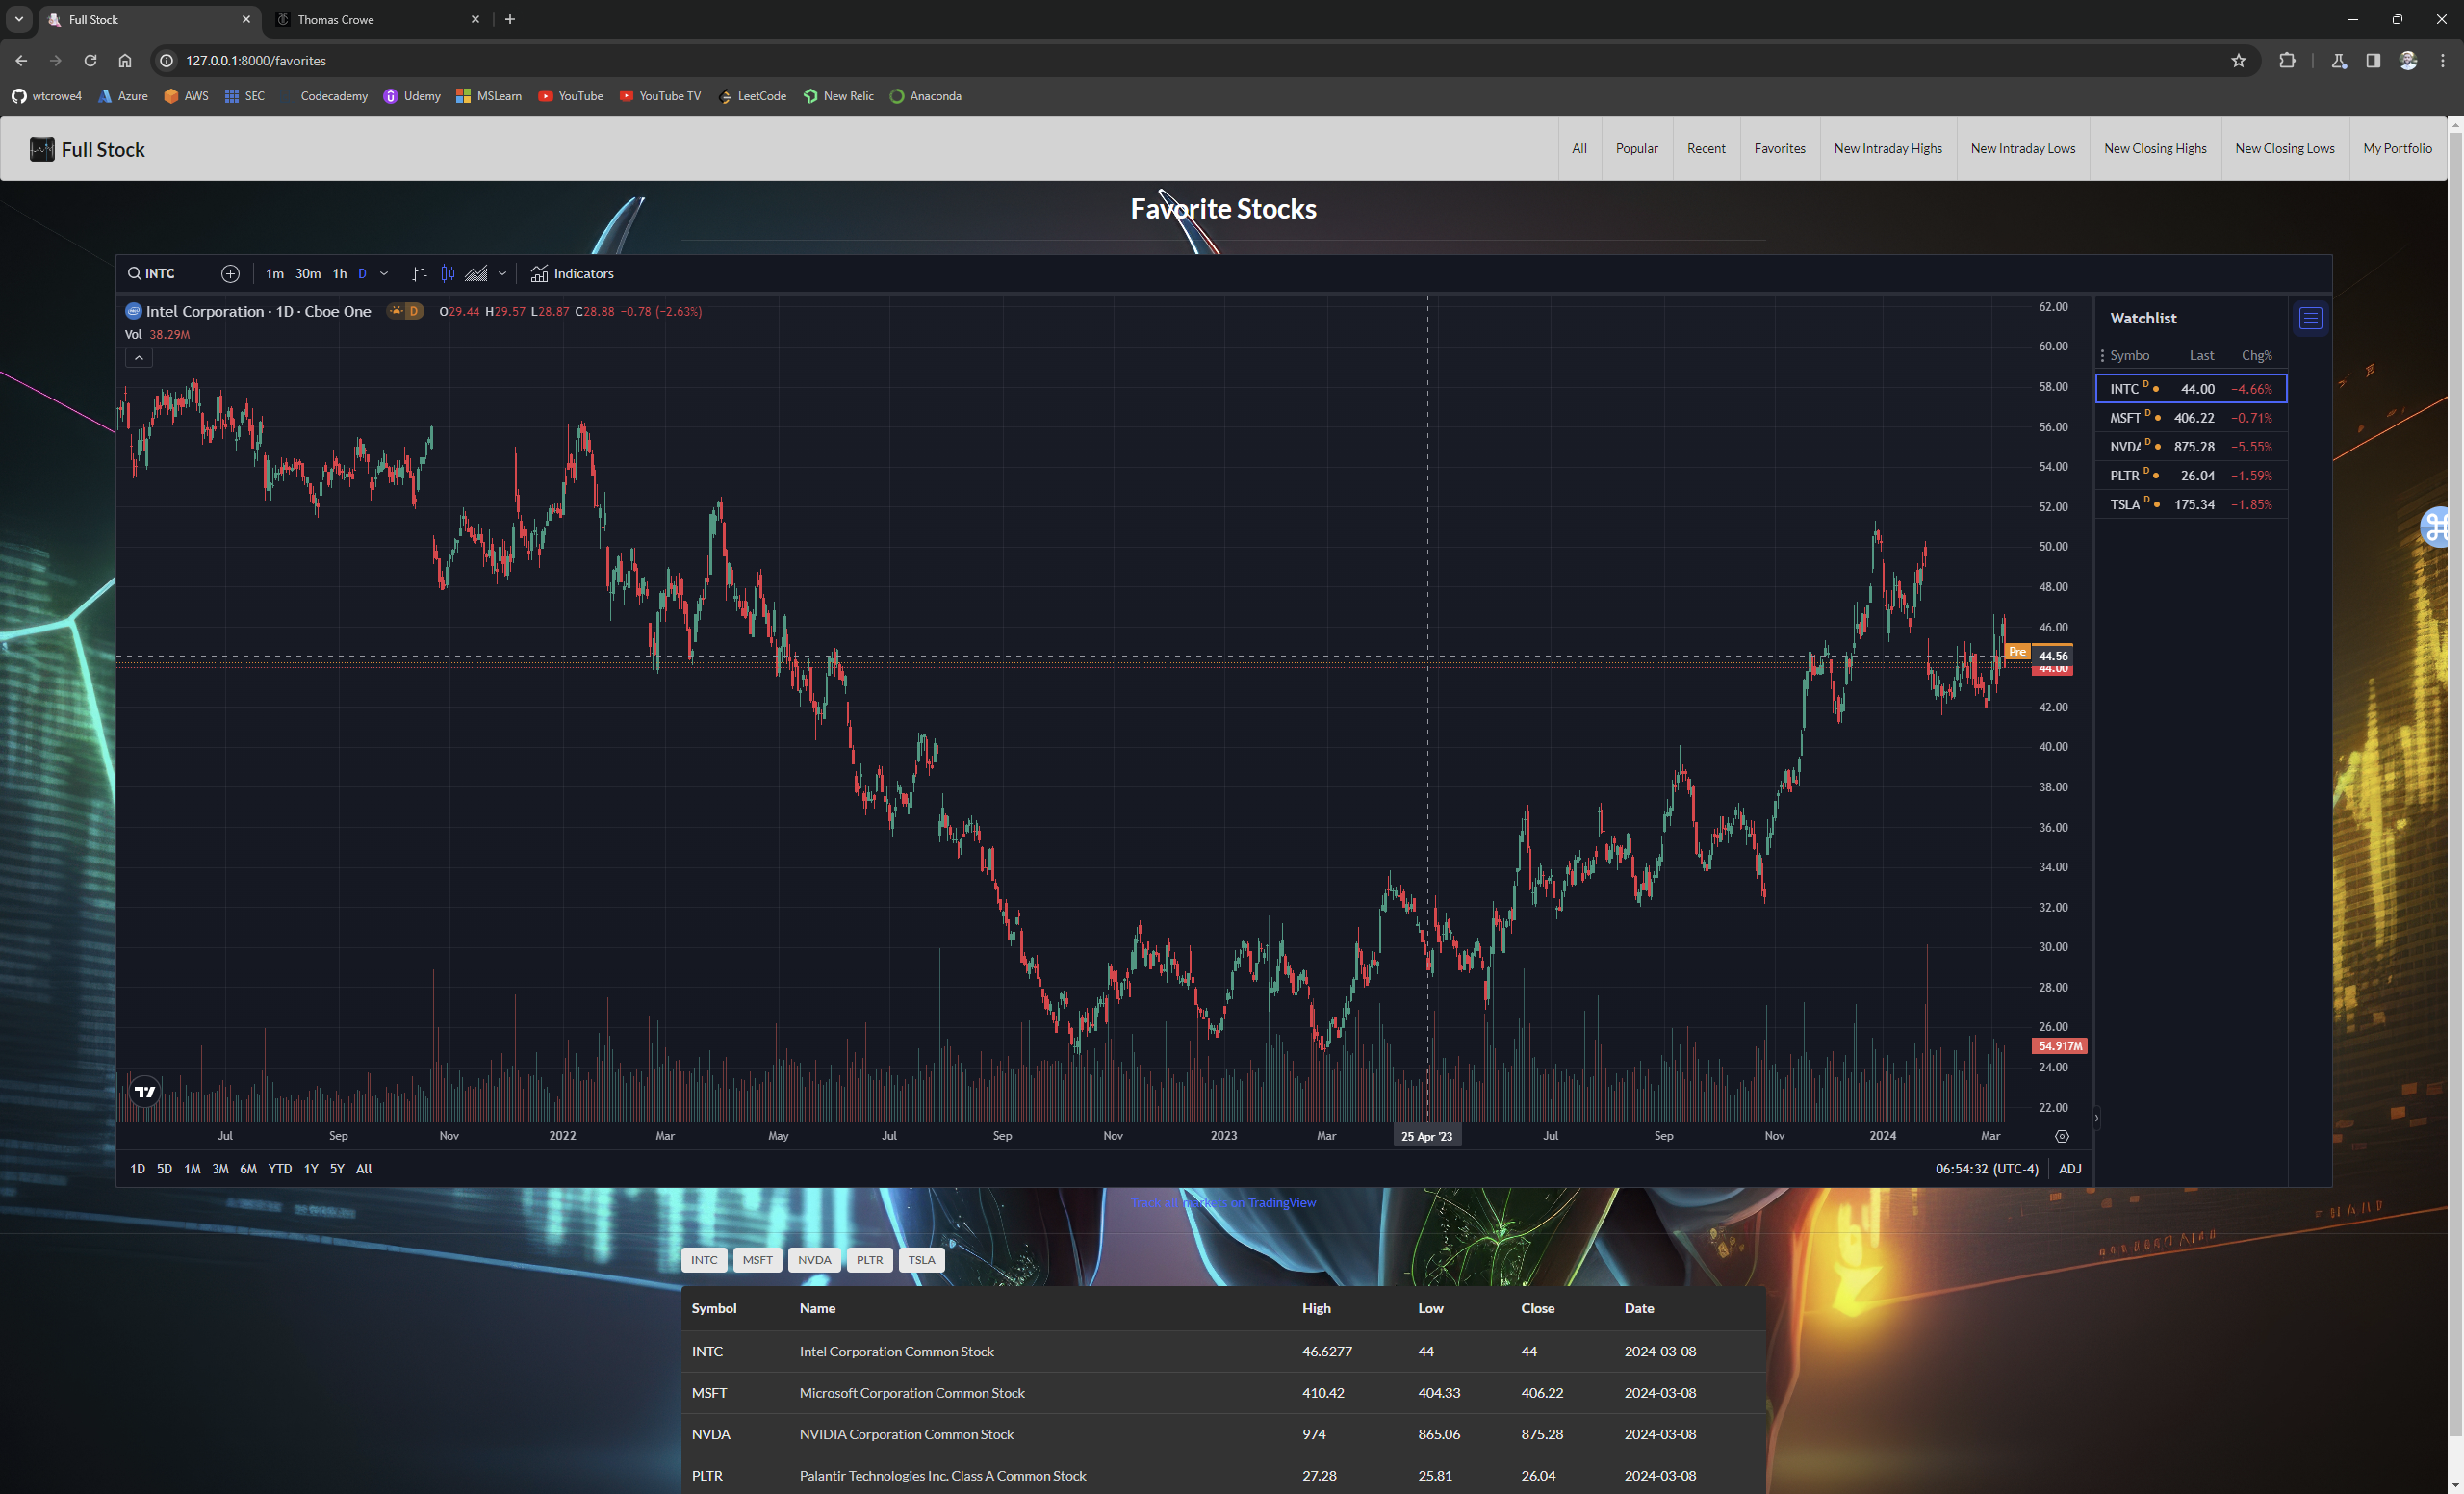 Full Stock
Thomas Crowe
127.0.0.1:8000/favorites
wtcrowe4 Azure AWS SEC Codecademy Udemy MSLearn YouTube YouTube TV LeetCode New Relic Anaconda
Full Stock All Popular Recent Favorites New Intraday Highs New Intraday Lows New Closing Highs New Closing Lows My Portfolio
Favorite Stocks
INTC 1m 30m 1h D Indicators
Intel Corporation · 1D · Cboe One D O29.44 H29.57 L28.87 C28.88 −0.78 (−2.63%)
Vol 38.29M
62.00
60.00
58.00
56.00
54.00
52.00
50.00
48.00
46.00
Pre 44.56
44.00
42.00
40.00
38.00
36.00
34.00
32.00
30.00
28.00
26.00
54.917M
24.00
22.00
Watchlist
Symbo Last Chg%
INTC D 44.00 −4.66%
MSFT D 406.22 −0.71%
NVDA D 875.28 −5.55%
PLTR D 26.04 −1.59%
TSLA D 175.34 −1.85%
Jul Sep Nov 2022 Mar May Jul Sep Nov 2023 Mar 25 Apr '23 Jul Sep Nov 2024 Mar
1D 5D 1M 3M 6M YTD 1Y 5Y All 06:54:32 (UTC-4) ADJ
Track all markets on TradingView
INTC MSFT NVDA PLTR TSLA
Symbol Name High Low Close Date
INTC Intel Corporation Common Stock 46.6277 44 44 2024-03-08
MSFT Microsoft Corporation Common Stock 410.42 404.33 406.22 2024-03-08
NVDA NVIDIA Corporation Common Stock 974 865.06 875.28 2024-03-08
PLTR Palantir Technologies Inc. Class A Common Stock 27.28 25.81 26.04 2024-03-08